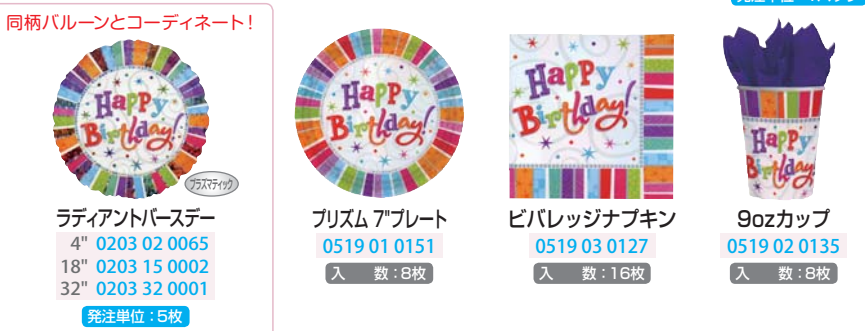 同柄バルーンとコーディネート!
Happy
Birthday!
プラズマティック
ラディアントバースデー
4" 0203 02 0065
18" 0203 15 0002
32" 0203 32 0001
発注単位：5枚
Happy
Birthday!
プリズム 7"プレート
0519 01 0151
入 数：8枚
Happy
Birthday!
ビバレッジナプキン
0519 03 0127
入 数：16枚
Happy
Birthday
9ozカップ
0519 02 0135
入 数：8枚